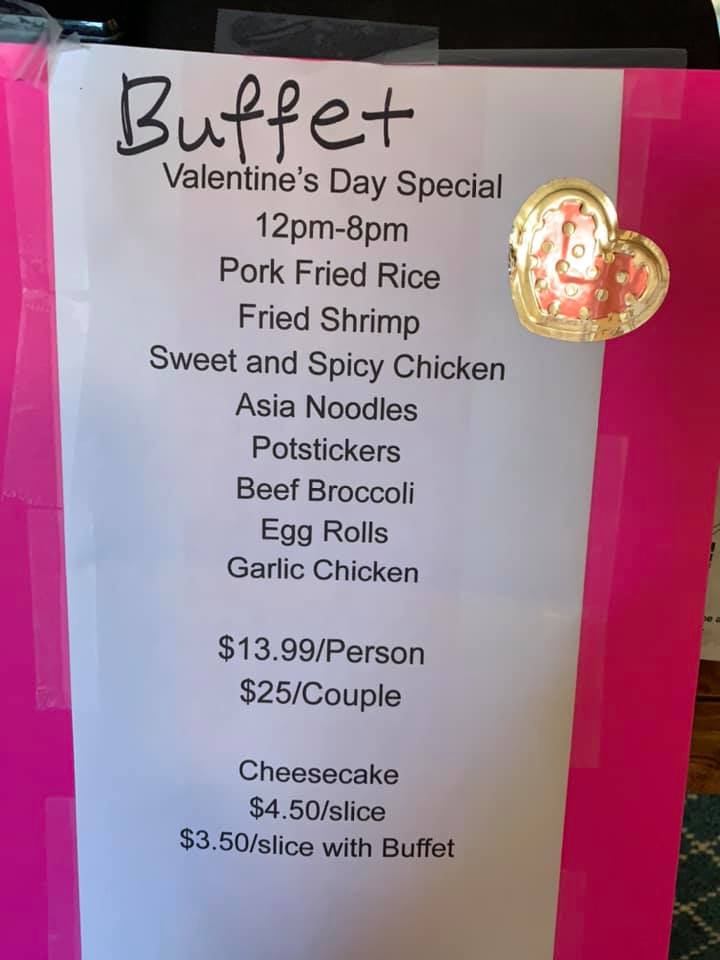 Buffet
Valentine's Day Special
12pm-8pm
Pork Fried Rice
Fried Shrimp
Sweet and Spicy Chicken
Asia Noodles
Potstickers
Beef Broccoli
Egg Rolls
Garlic Chicken
$13.99/Person
$25/Couple
Cheesecake
$4.50/slice
$3.50/slice with Buffet